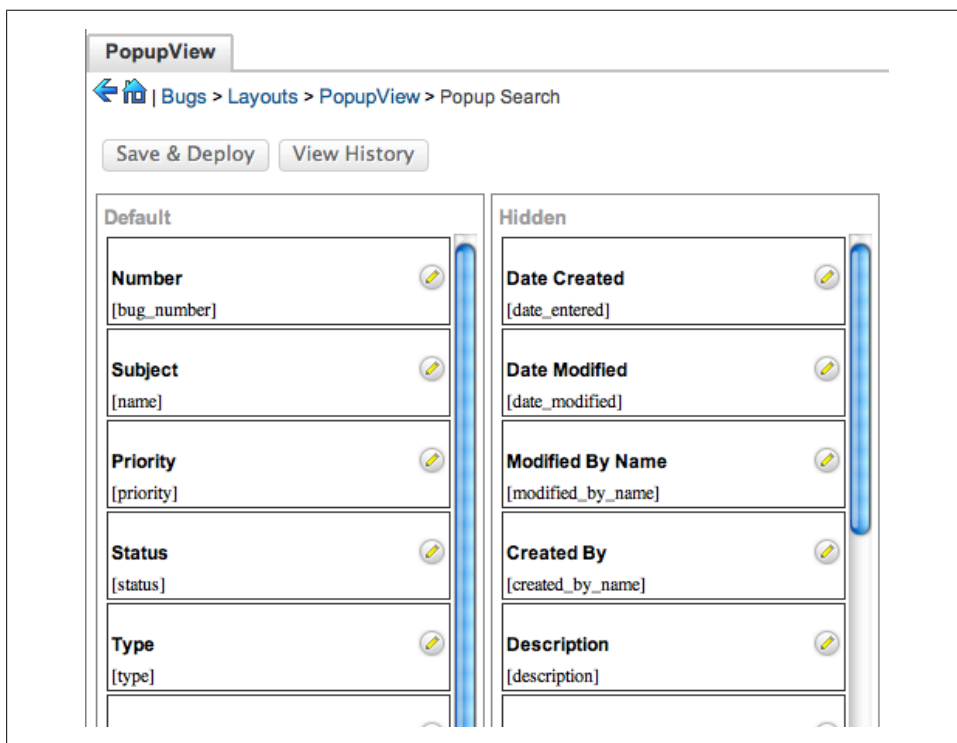 PopupView
| Bugs > Layouts > PopupView > Popup Search
Save & Deploy View History
Default
Number
[bug_number]
Subject
[name]
Priority
[priority]
Status
[status]
Type
[type]
Hidden
Date Created
[date_entered]
Date Modified
[date_modified]
Modified By Name
[modified_by_name]
Created By
[created_by_name]
Description
[description]